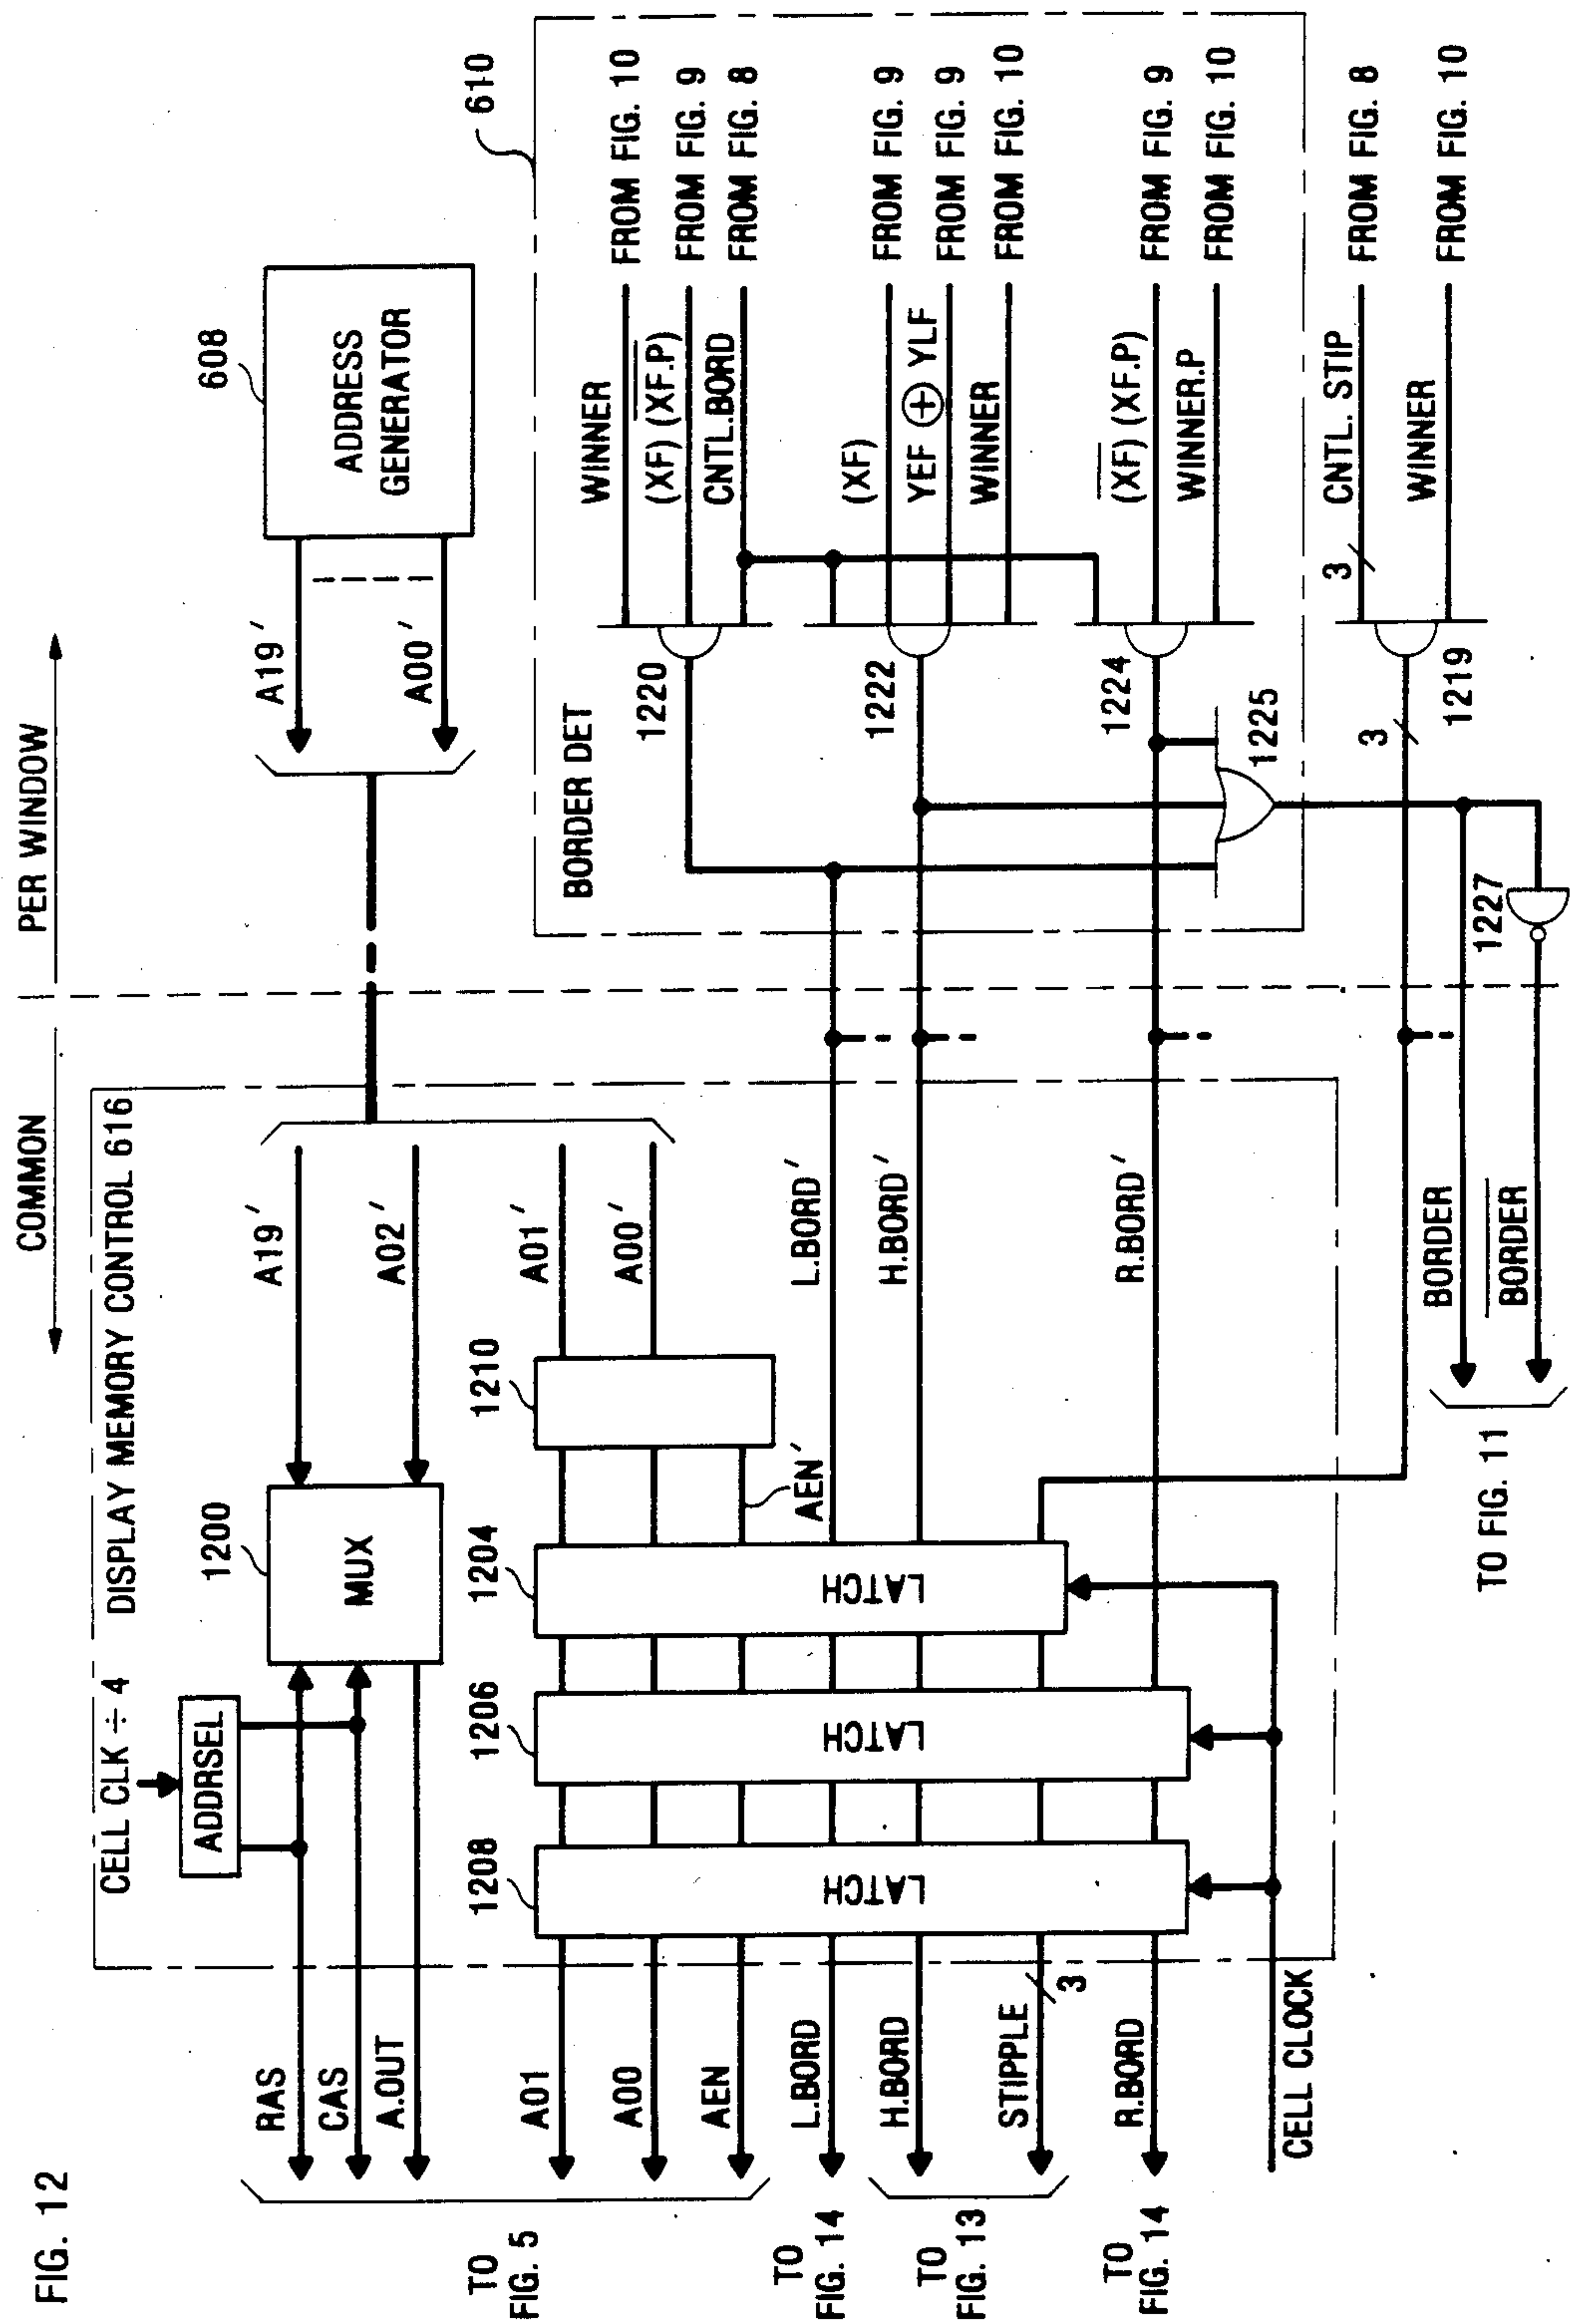 FIG. 12
COMMON
PER WINDOW
CELL CLK ÷ 4
DISPLAY MEMORY CONTROL 616
ADDRSEL
1200
MUX
RAS
CAS
A.OUT
A19′
A02′
A19′
A00′
608
ADDRESS
GENERATOR
610
TO
FIG. 5
A01
A00
AEN
1208
LATCH
1206
LATCH
1204
LATCH
1210
AEN′
A01′
A00′
BORDER DET
1220
WINNER
FROM FIG. 10
(XF) (X̅F̅.̅P̅)
FROM FIG. 9
CNTL.BORD
FROM FIG. 8
TO
FIG. 14
L.BORD
L.BORD′
TO
FIG. 13
H.BORD
H.BORD′
1222
(XF)
FROM FIG. 9
YEF ⊕ YLF
FROM FIG. 9
WINNER
FROM FIG. 10
STIPPLE
3
TO
FIG. 14
R.BORD
R.BORD′
1224
(X̅F̅) (XF.P)
FROM FIG. 9
WINNER.P
FROM FIG. 10
1225
CELL CLOCK
3
3
CNTL. STIP
FROM FIG. 8
1219
WINNER
FROM FIG. 10
TO FIG. 11
BORDER
B̅O̅R̅D̅E̅R̅
1227